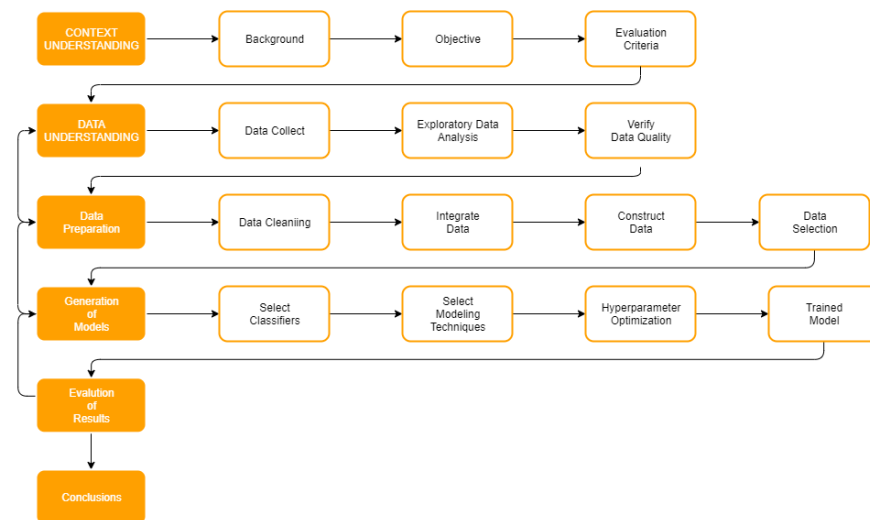 CONTEXT
UNDERSTANDING
Background
Objective
Evaluation
Criteria
DATA
UNDERSTANDING
Data Collect
Exploratory Data
Analysis
Verify
Data Quality
Data
Preparation
Data Cleaniing
Integrate
Data
Construct
Data
Data
Selection
Generation
of
Models
Select
Classifiers
Select
Modeling
Techniques
Hyperparameter
Optimization
Trained
Model
Evalution
of
Results
Conclusions